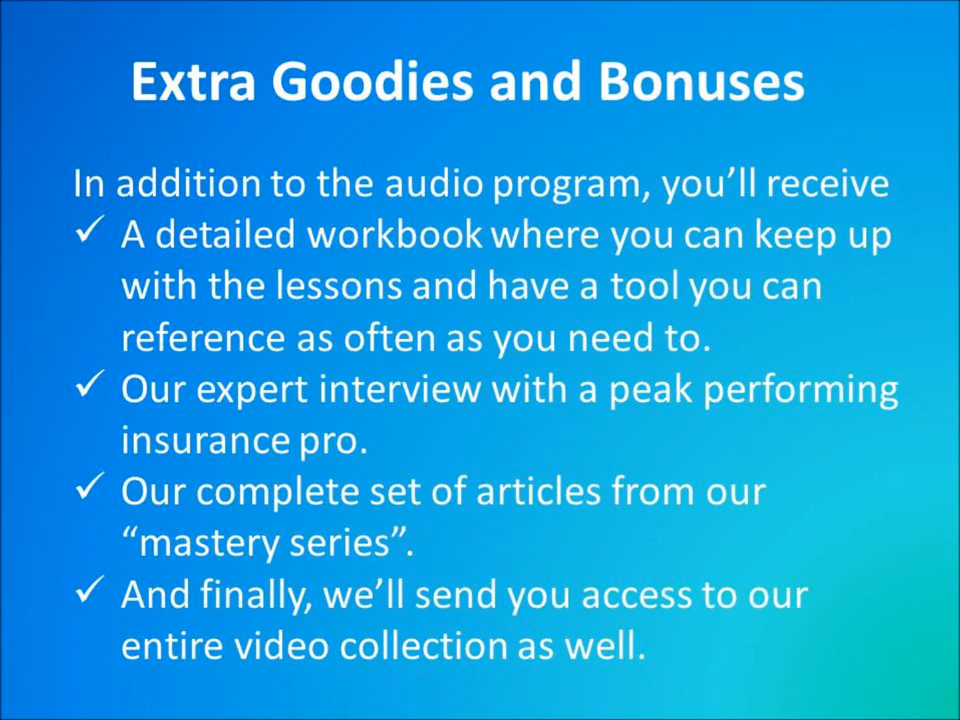 Extra Goodies and Bonuses
In addition to the audio program, you’ll receive
✓ A detailed workbook where you can keep up
with the lessons and have a tool you can
reference as often as you need to.
✓ Our expert interview with a peak performing
insurance pro.
✓ Our complete set of articles from our
“mastery series”.
✓ And finally, we’ll send you access to our
entire video collection as well.